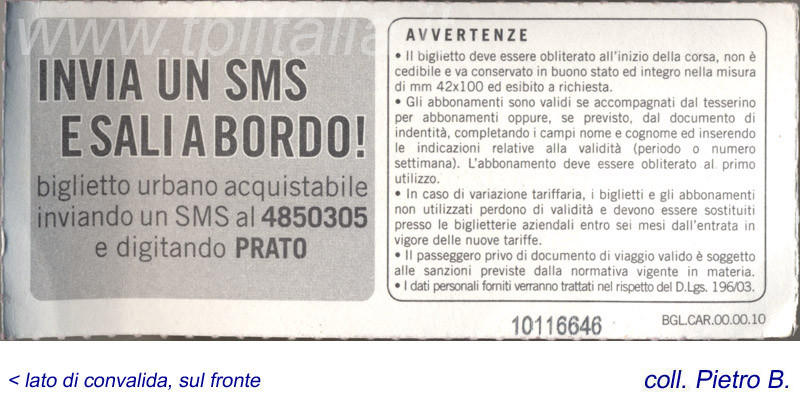 www.tplitalia.it
INVIA UN SMS
E SALI A BORDO!
biglietto urbano acquistabile
inviando un SMS al 4850305
e digitando PRATO
AVVERTENZE
• Il biglietto deve essere obliterato all'inizio della corsa, non è
cedibile e va conservato in buono stato ed integro nella misura
di mm 42x100 ed esibito a richiesta.
• Gli abbonamenti sono validi se accompagnati dal tesserino
per abbonamenti oppure, se previsto, dal documento di
indentità, completando i campi nome e cognome ed inserendo
le indicazioni relative alla validità (periodo o numero
settimana). L'abbonamento deve essere obliterato al primo
utilizzo.
• In caso di variazione tariffaria, i biglietti e gli abbonamenti
non utilizzati perdono di validità e devono essere sostituiti
presso le biglietterie aziendali entro sei mesi dall'entrata in
vigore delle nuove tariffe.
• Il passeggero privo di documento di viaggio valido è soggetto
alle sanzioni previste dalla normativa vigente in materia.
• I dati personali forniti verranno trattati nel rispetto del D.Lgs. 196/03.
10116646
BGL.CAR.00.00.10
< lato di convalida, sul fronte
coll. Pietro B.